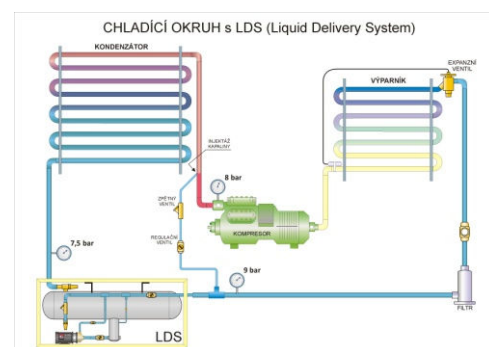 CHLADÍCÍ OKRUH s LDS (Liquid Delivery System)
KONDENZÁTOR
EXPANZNÍ
VENTIL
VÝPARNÍK
INJEKTÁŽ
KAPALINY
8 bar
ZPĚTNÝ
VENTIL
KOMPRESOR
REGULAČNÍ
VENTIL
7,5 bar
9 bar
FILTR
LDS